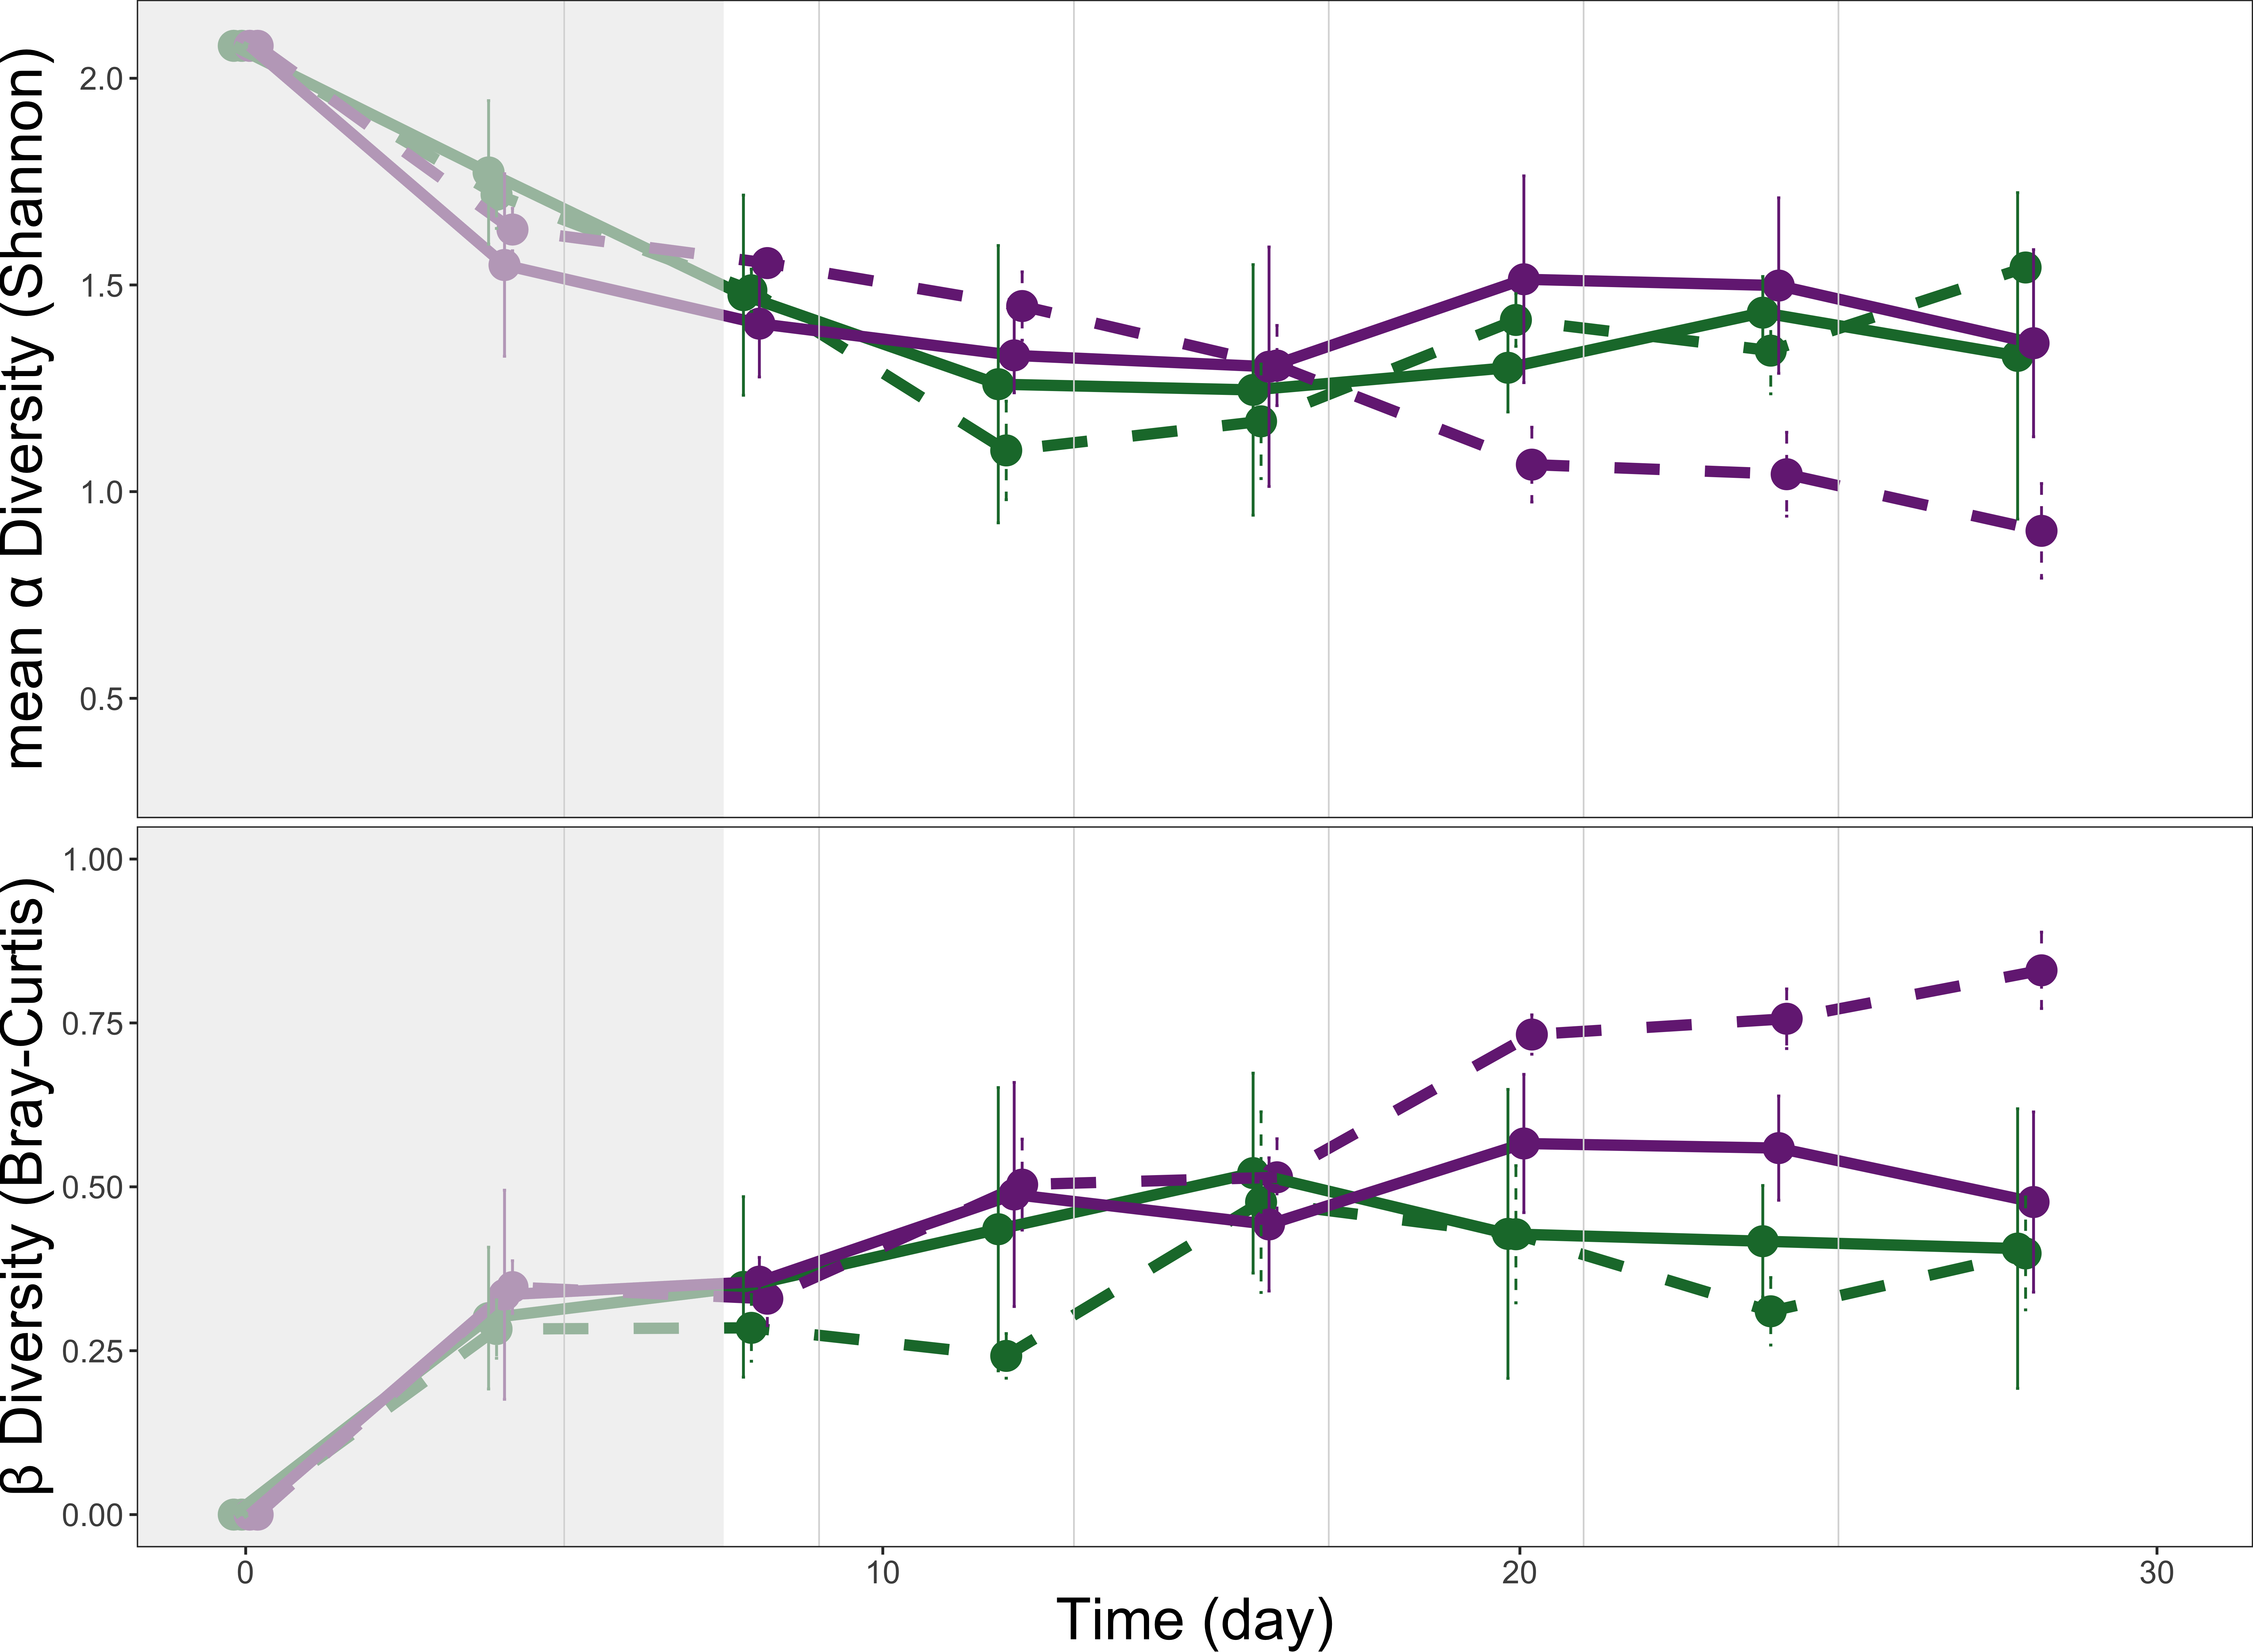 mean α Diversity (Shannon)
2.0
1.5
1.0
0.5
β Diversity (Bray-Curtis)
1.00
0.75
0.50
0.25
0.00
0 10 20 30
Time (day)